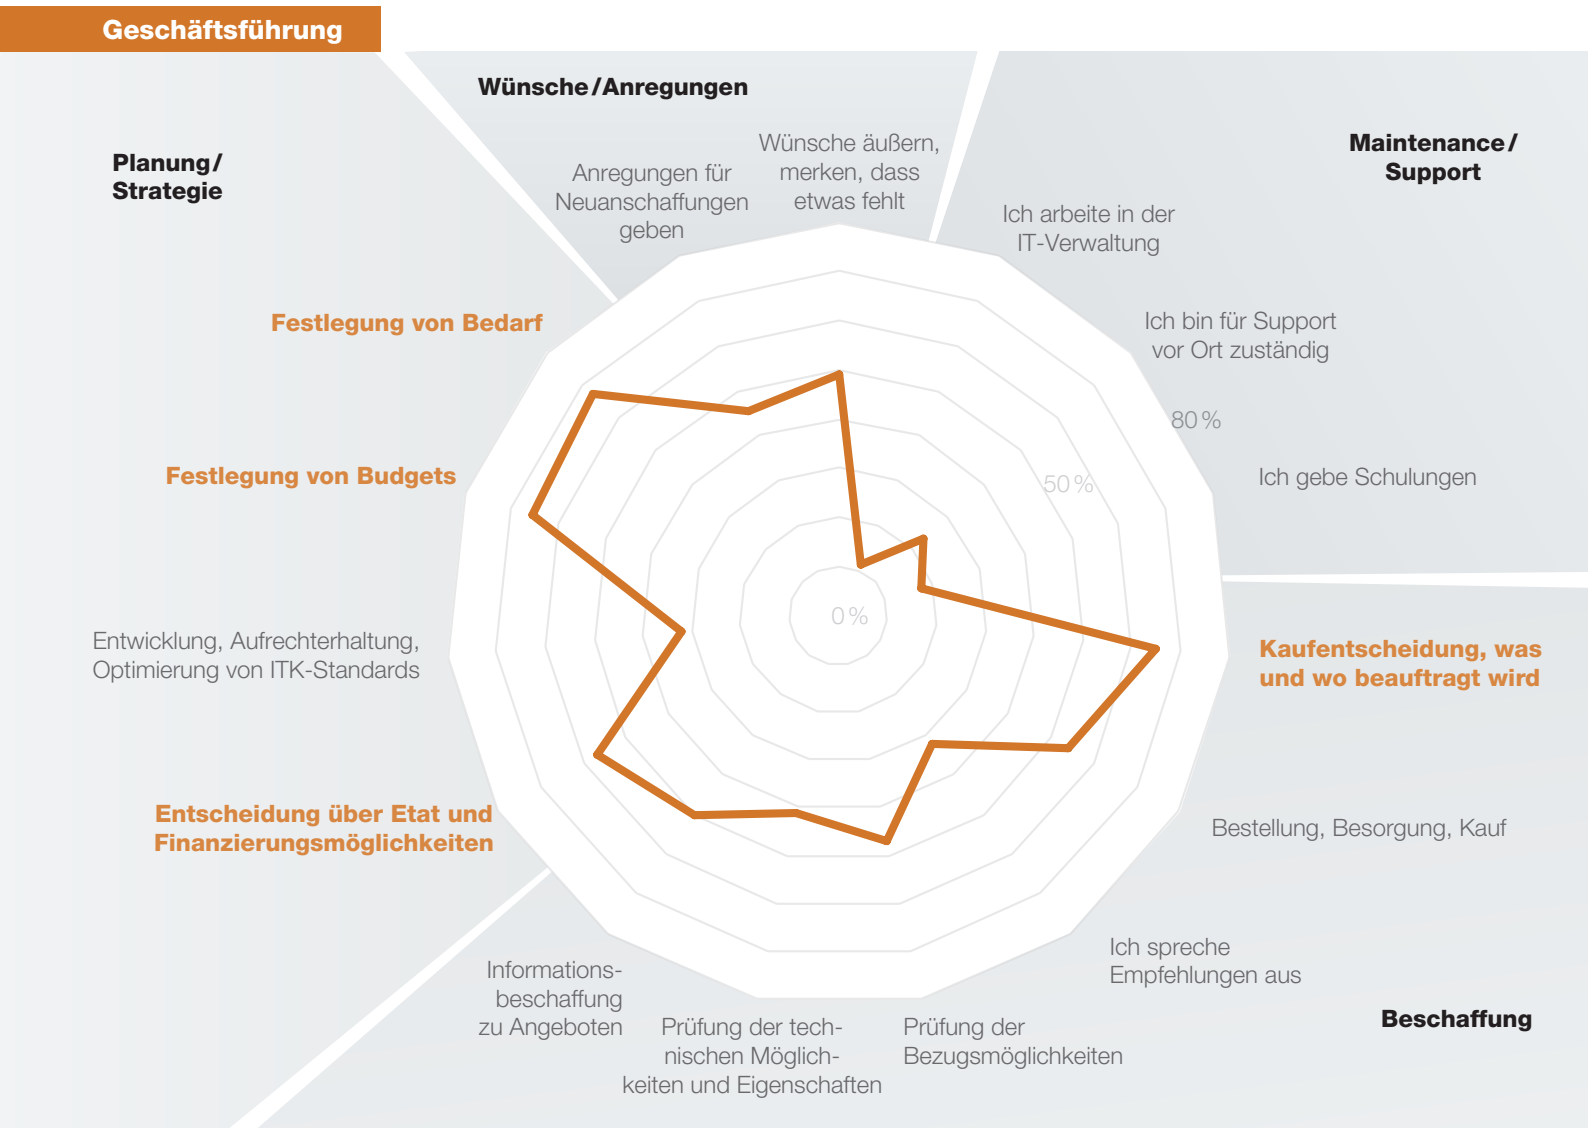 Geschäftsführung
Wünsche/Anregungen
Planung/
Strategie
Maintenance/
Support
Wünsche äußern,
merken, dass
etwas fehlt
Anregungen für
Neuanschaffungen
geben
Ich arbeite in der
IT-Verwaltung
Festlegung von Bedarf
Ich bin für Support
vor Ort zuständig
80 %
Festlegung von Budgets
50 %
Ich gebe Schulungen
0 %
Entwicklung, Aufrechterhaltung,
Optimierung von ITK-Standards
Kaufentscheidung, was
und wo beauftragt wird
Entscheidung über Etat und
Finanzierungsmöglichkeiten
Bestellung, Besorgung, Kauf
Ich spreche
Empfehlungen aus
Informations-
beschaffung
zu Angeboten
Prüfung der tech-
nischen Möglich-
keiten und Eigenschaften
Prüfung der
Bezugsmöglichkeiten
Beschaffung